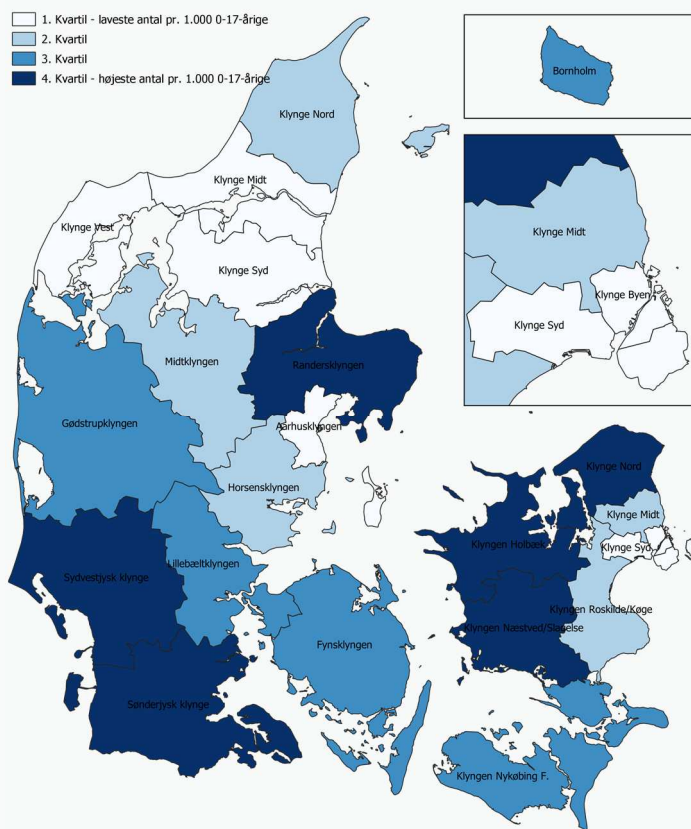 1. Kvartil - laveste antal pr. 1.000 0-17-årige
2. Kvartil
3. Kvartil
4. Kvartil - højeste antal pr. 1.000 0-17-årige
Bornholm
Klynge Nord
Klynge Midt
Klynge Vest
Klynge Syd
Klynge Midt
Klynge Byen
Klynge Syd
Midtklyngen
Randersklyngen
Gødstrupklyngen
Aarhusklyngen
Horsensklyngen
Klynge Nord
Klynge Midt
Klynge Syd
Klyngen Holbæk
Lillebæltklyngen
Sydvestjysk klynge
Klyngen Roskilde/Køge
Klyngen Næstved/Slagelse
Fynsklyngen
Sønderjysk klynge
Klyngen Nykøbing F.